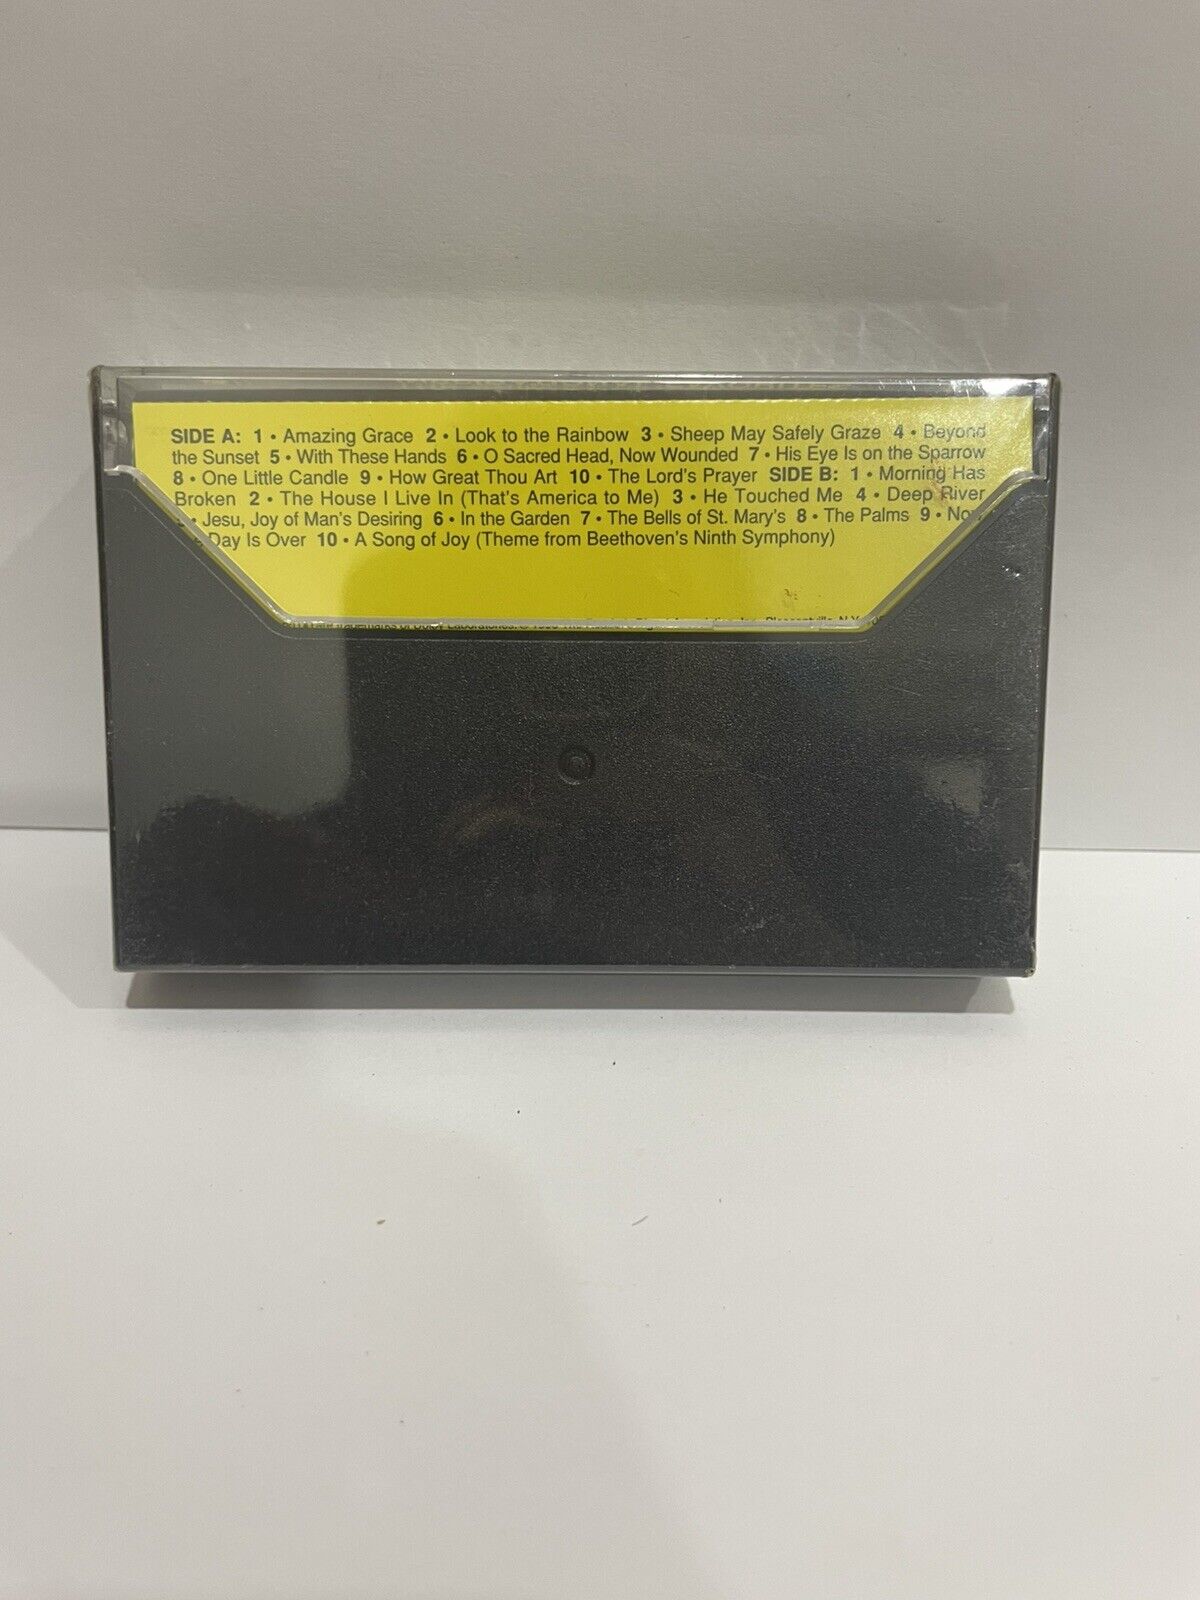 SIDE A: 1 • Amazing Grace 2 • Look to the Rainbow 3 • Sheep May Safely Graze 4 • Beyond
the Sunset 5 • With These Hands 6 • O Sacred Head, Now Wounded 7 • His Eye Is on the Sparrow
8 • One Little Candle 9 • How Great Thou Art 10 • The Lord's Prayer SIDE B: 1 • Morning Has
Broken 2 • The House I Live In (That's America to Me) 3 • He Touched Me 4 • Deep River
• Jesu, Joy of Man's Desiring 6 • In the Garden 7 • The Bells of St. Mary's 8 • The Palms 9 • Now
Day Is Over 10 • A Song of Joy (Theme from Beethoven's Ninth Symphony)
Laboratories. Pleasantville, N.Y.